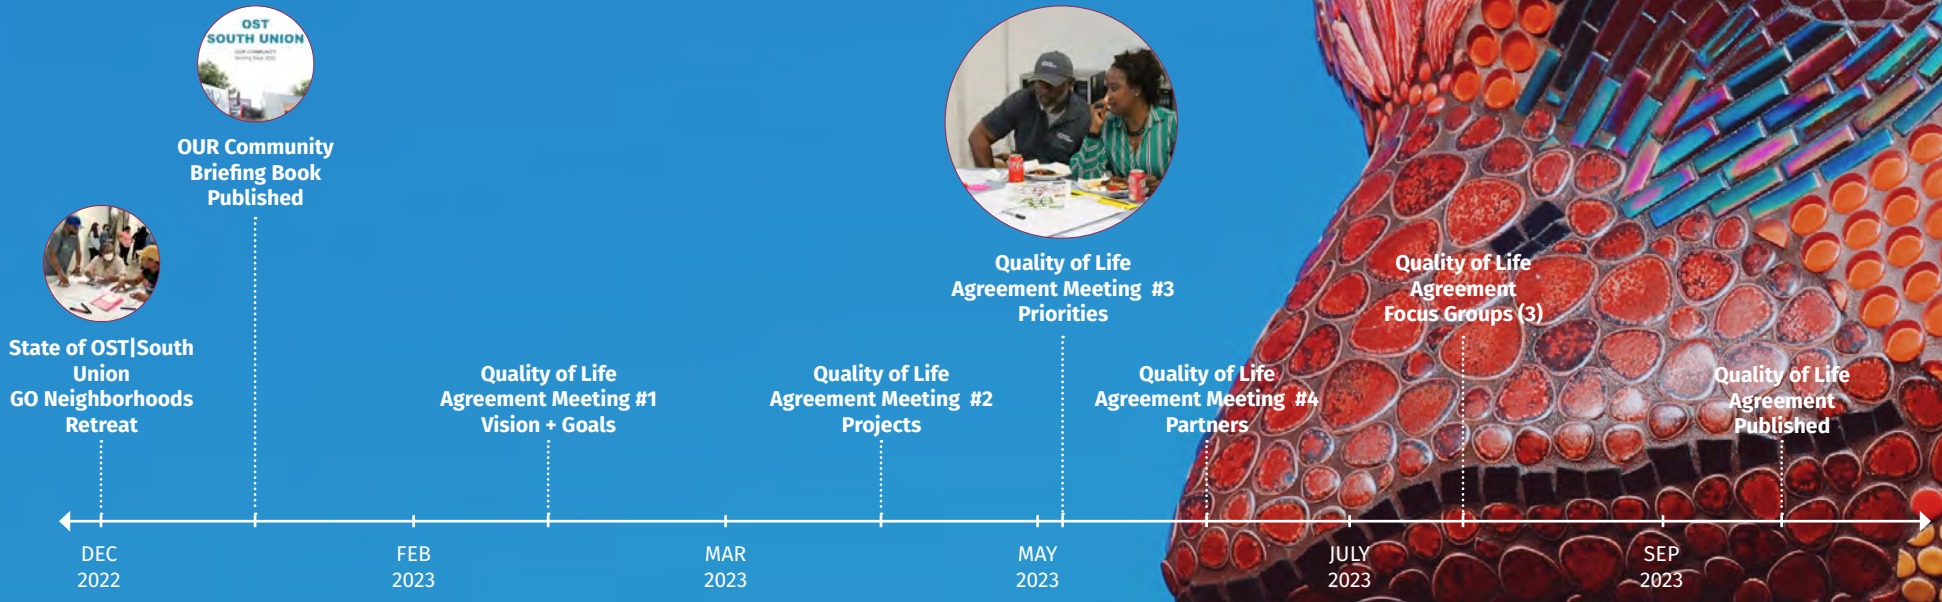 OST
SOUTH UNION
OUR COMMUNITY
OUR Community
Briefing Book
Published
State of OST|South
Union
GO Neighborhoods
Retreat
Quality of Life
Agreement Meeting #1
Vision + Goals
Quality of Life
Agreement Meeting #2
Projects
Quality of Life
Agreement Meeting #3
Priorities
Quality of Life
Agreement Meeting #4
Partners
Quality of Life
Agreement
Focus Groups (3)
Quality of Life
Agreement
Published
DEC
2022
FEB
2023
MAR
2023
MAY
2023
JULY
2023
SEP
2023